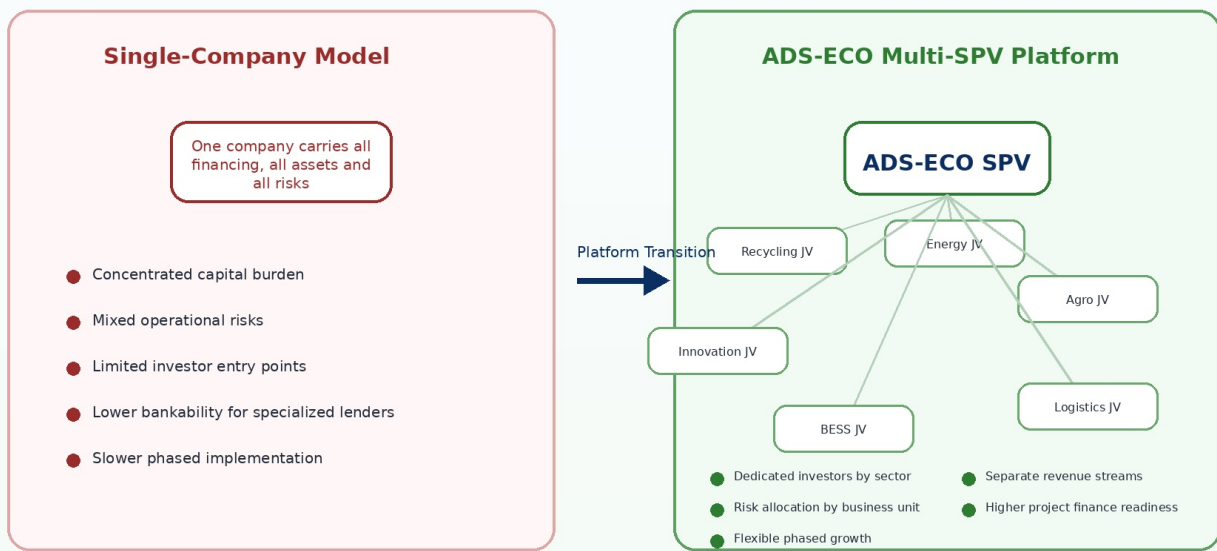 Single-Company Model
One company carries all
financing, all assets and
all risks
Concentrated capital burden
Mixed operational risks
Limited investor entry points
Lower bankability for specialized lenders
Slower phased implementation
Platform Transition
ADS-ECO Multi-SPV Platform
ADS-ECO SPV
Recycling JV
Energy JV
Agro JV
Innovation JV
Logistics JV
BESS JV
Dedicated investors by sector
Risk allocation by business unit
Flexible phased growth
Separate revenue streams
Higher project finance readiness